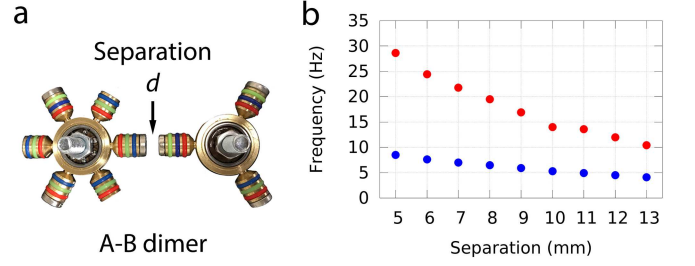 a
Separation
d
A-B dimer
b
Frequency (Hz)
35
30
25
20
15
10
5
0
5 6 7 8 9 10 11 12 13
Separation (mm)